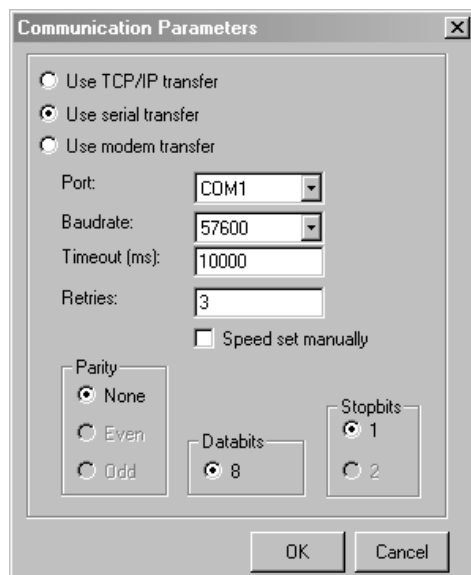 Communication Parameters
Use TCP/IP transfer
Use serial transfer
Use modem transfer
Port: COM1
Baudrate: 57600
Timeout (ms): 10000
Retries: 3
Speed set manually
Parity
None
Even
Odd
Databits
8
Stopbits
1
2
OK Cancel